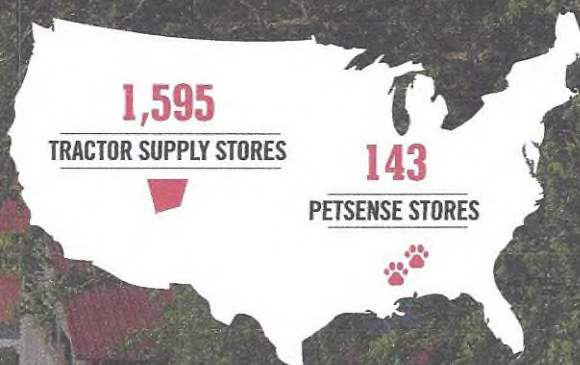 1,595
TRACTOR SUPPLY STORES
143
PETSENSE STORES